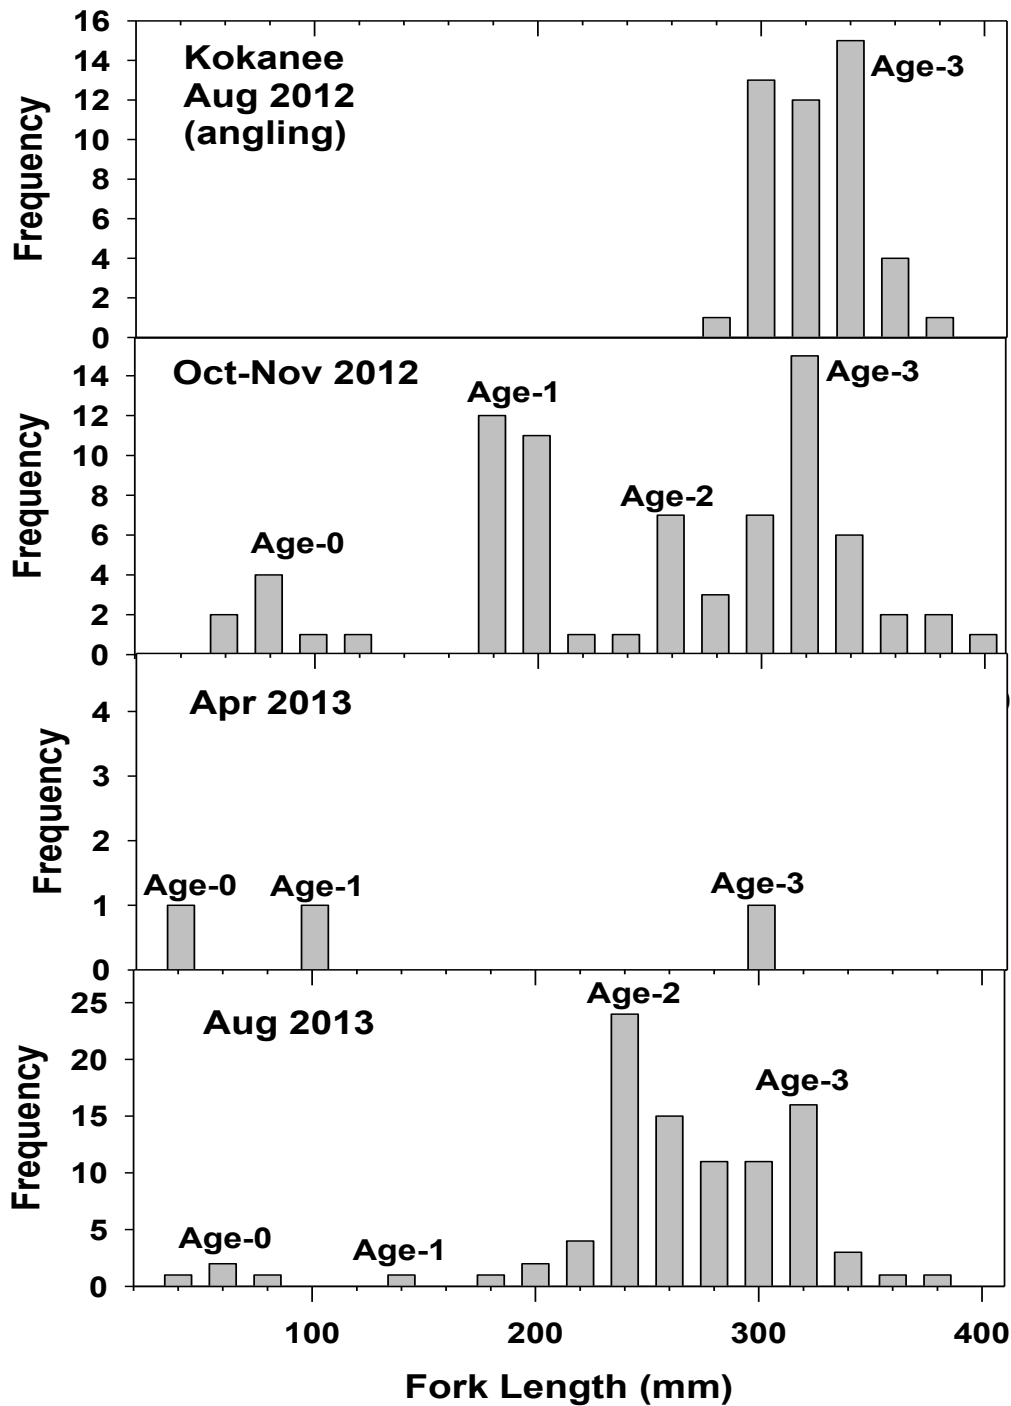 16
14
12
10
8
6
4
2
0
Frequency
Kokanee
Aug 2012
(angling)
Age-3
14
12
10
8
6
4
2
0
Frequency
Oct-Nov 2012
Age-0
Age-1
Age-2
Age-3
4
3
2
1
0
Frequency
Apr 2013
Age-0
Age-1
Age-3
)
25
20
15
10
5
0
Frequency
Aug 2013
Age-0
Age-1
Age-2
Age-3
100 200 300 400
Fork Length (mm)